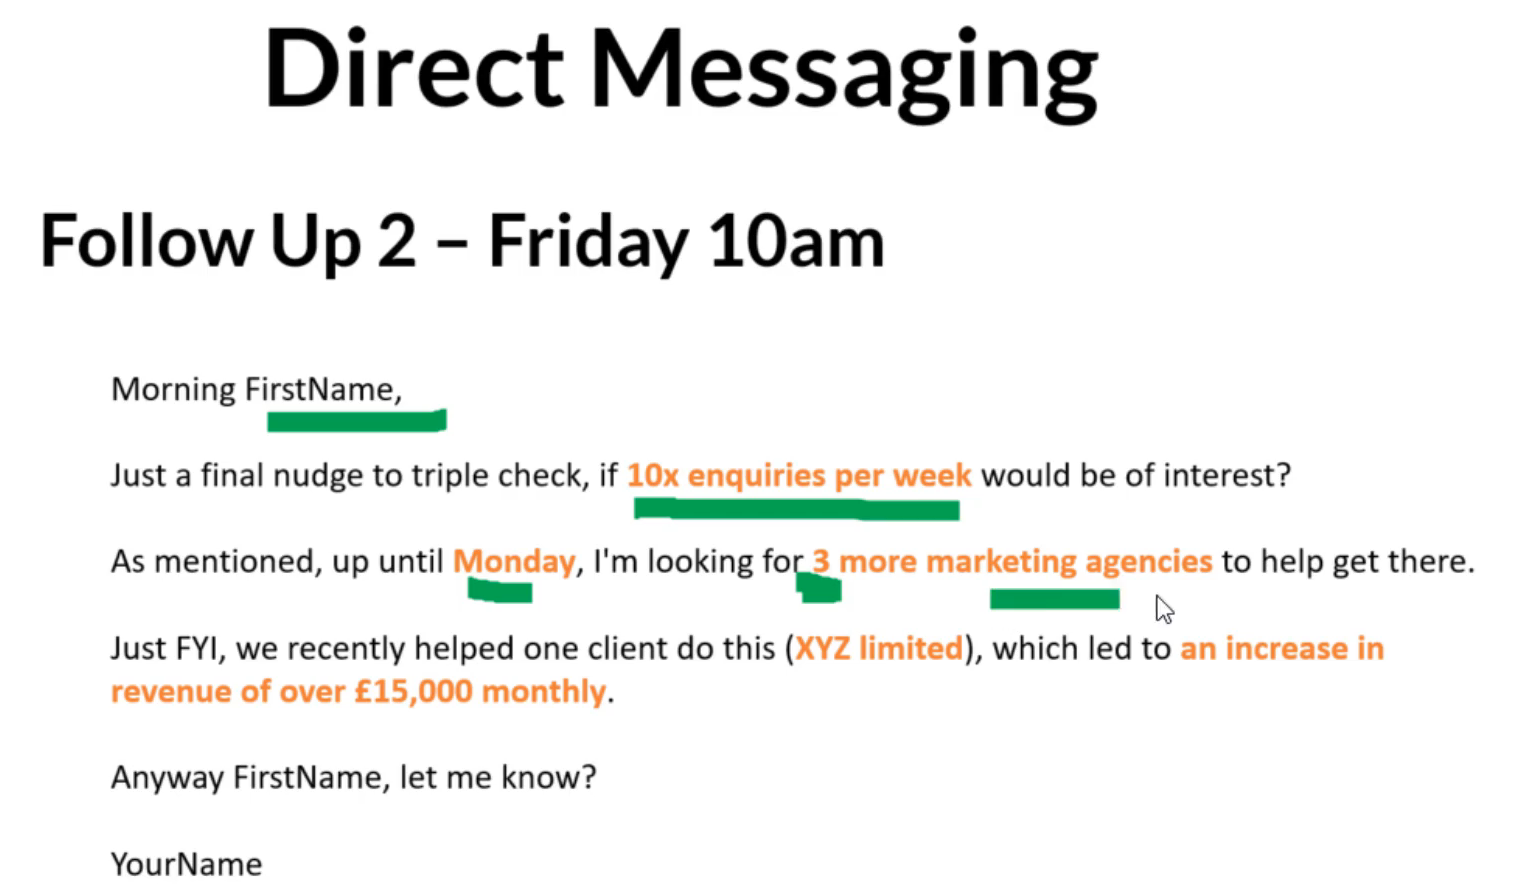 Direct Messaging
Follow Up 2 – Friday 10am
Morning FirstName,
Just a final nudge to triple check, if 10x enquiries per week would be of interest?
As mentioned, up until Monday, I'm looking for 3 more marketing agencies to help get there.
Just FYI, we recently helped one client do this (XYZ limited), which led to an increase in
revenue of over £15,000 monthly.
Anyway FirstName, let me know?
YourName